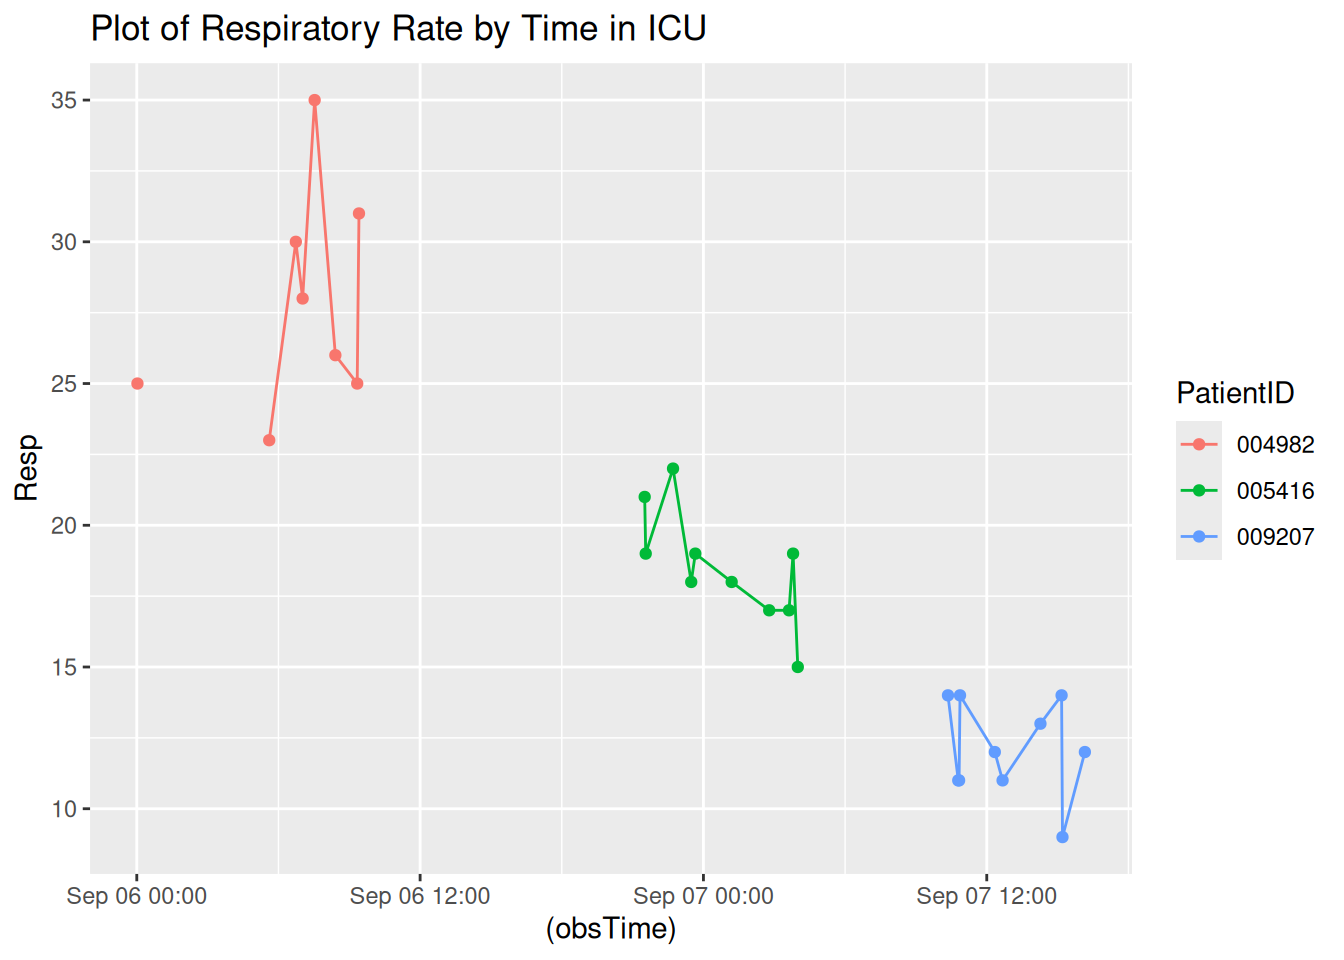 Plot of Respiratory Rate by Time in ICU
35
30
25
20
15
10
Resp
Sep 06 00:00 Sep 06 12:00 Sep 07 00:00 Sep 07 12:00
(obsTime)
PatientID
004982
005416
009207